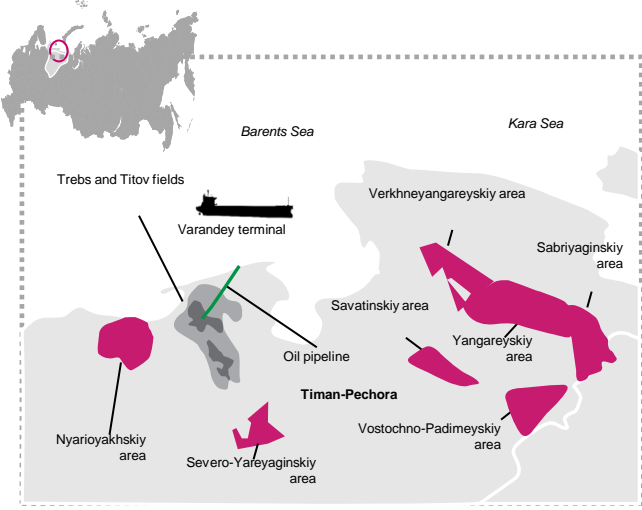 Barents Sea
Kara Sea
Trebs and Titov fields
Verkhneyangareyskiy area
Varandey terminal
Sabriyaginskiy
area
Savatinskiy area
Yangareyskiy
area
Oil pipeline
Timan-Pechora
Nyarioyakhskiy
area
Vostochno-Padimeyskiy
area
Severo-Yareyaginskiy
area